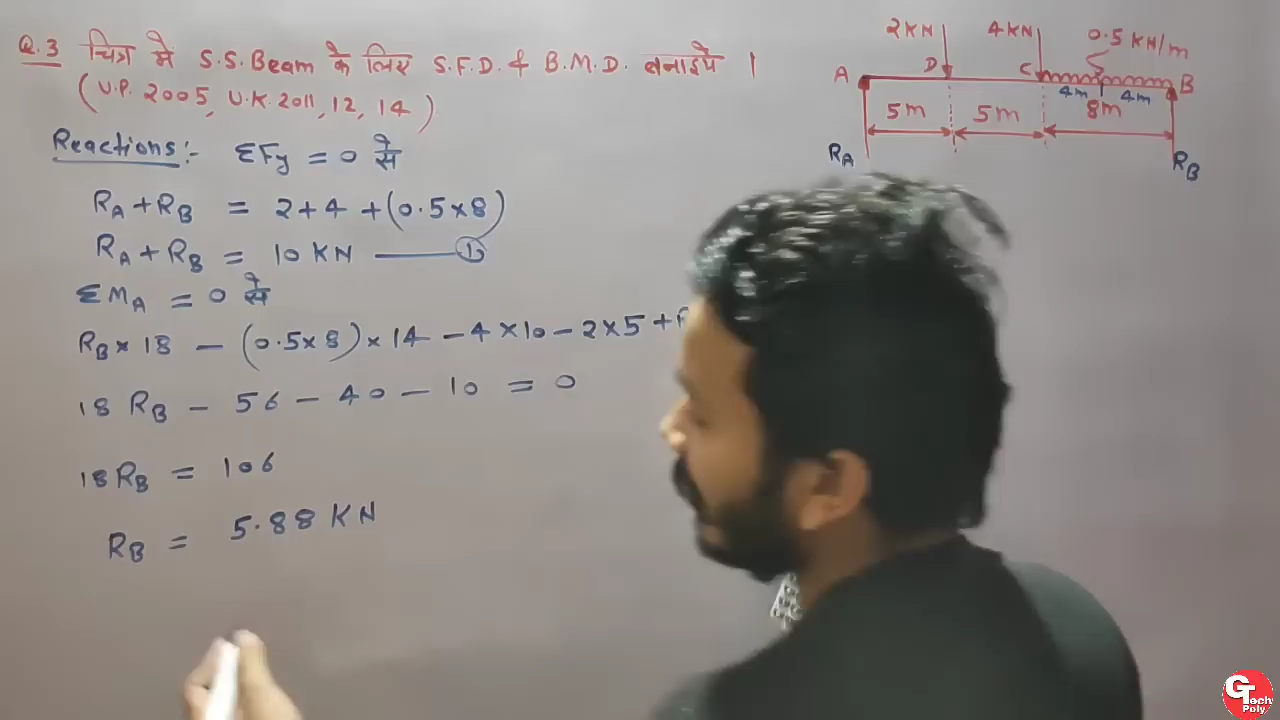 Q.3 चित्र में S.S.Beam के लिए S.F.D. & B.M.D. बनाइये ।
(U.P. 2005, U.K. 2011, 12, 14)
Reactions:- ΣFy = 0 से
RA + RB = 2+4 +(0.5×8)
RA + RB = 10 KN —— ①
ΣMA = 0 से
RB × 18 - (0.5×8) × 14 - 4×10 - 2×5 +
18 RB - 56 - 40 - 10 = 0
18RB = 106
RB = 5.88 KN
2KN 4KN 0.5 KN/m
A D C B
4m 4m
5m 5m 8m
RA RB
GTech Poly